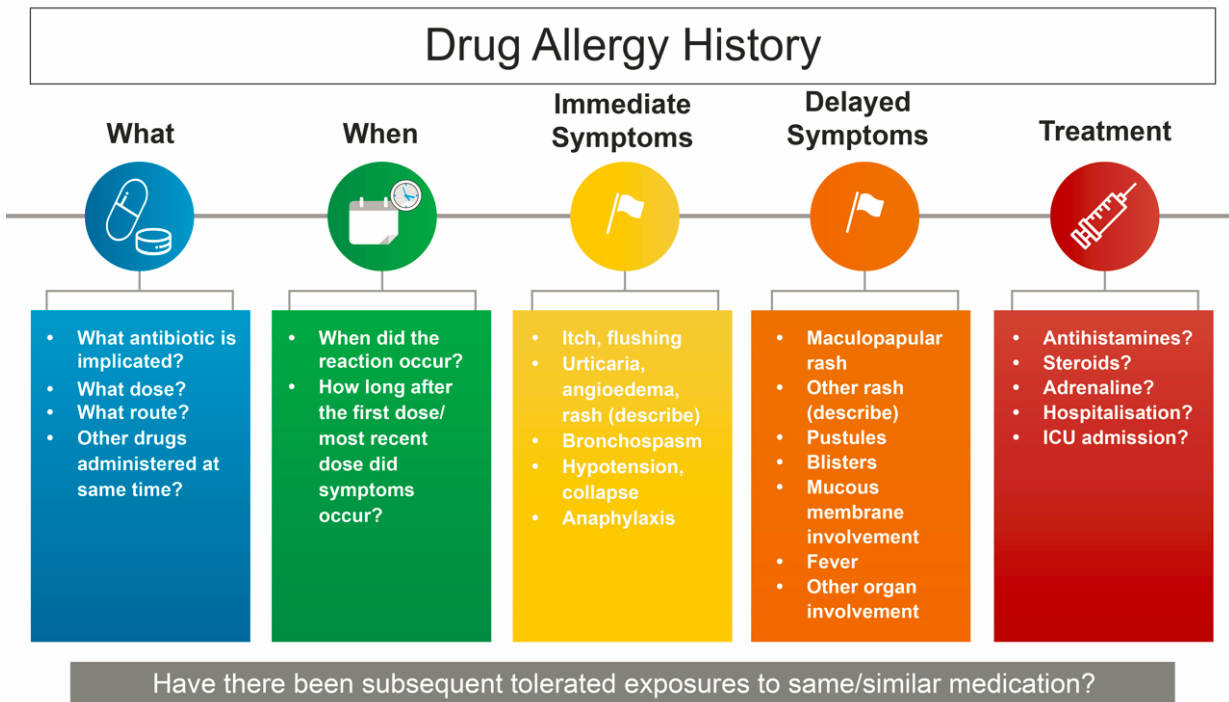 Drug Allergy History
What
When
Immediate
Symptoms
Delayed
Symptoms
Treatment
• What antibiotic is
implicated?
• What dose?
• What route?
• Other drugs
administered at
same time?
• When did the
reaction occur?
• How long after
the first dose/
most recent
dose did
symptoms
occur?
• Itch, flushing
• Urticaria,
angioedema,
rash (describe)
• Bronchospasm
• Hypotension,
collapse
• Anaphylaxis
• Maculopapular
rash
• Other rash
(describe)
• Pustules
• Blisters
• Mucous
membrane
involvement
• Fever
• Other organ
involvement
• Antihistamines?
• Steroids?
• Adrenaline?
• Hospitalisation?
• ICU admission?
Have there been subsequent tolerated exposures to same/similar medication?